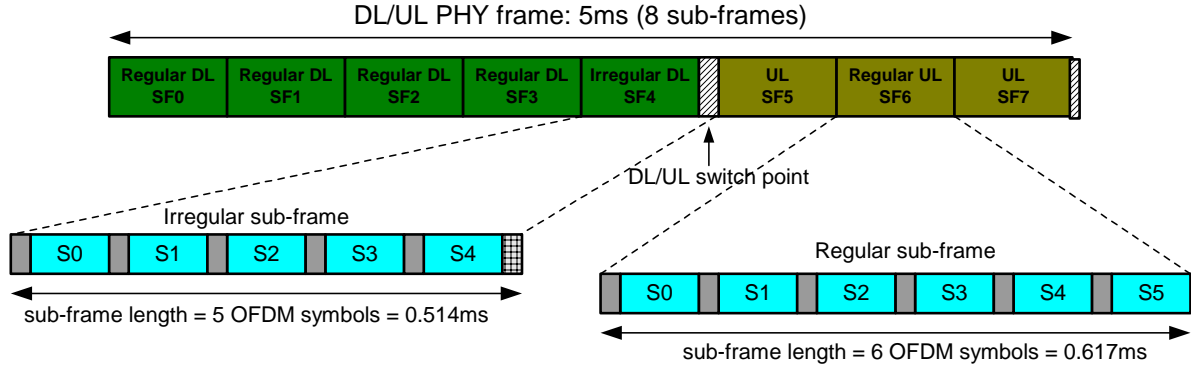 DL/UL PHY frame: 5ms (8 sub-frames)
Regular DL
SF0
Regular DL
SF1
Regular DL
SF2
Regular DL
SF3
Irregular DL
SF4
UL
SF5
Regular UL
SF6
UL
SF7
DL/UL switch point
Irregular sub-frame
S0 S1 S2 S3 S4
sub-frame length = 5 OFDM symbols = 0.514ms
Regular sub-frame
S0 S1 S2 S3 S4 S5
sub-frame length = 6 OFDM symbols = 0.617ms